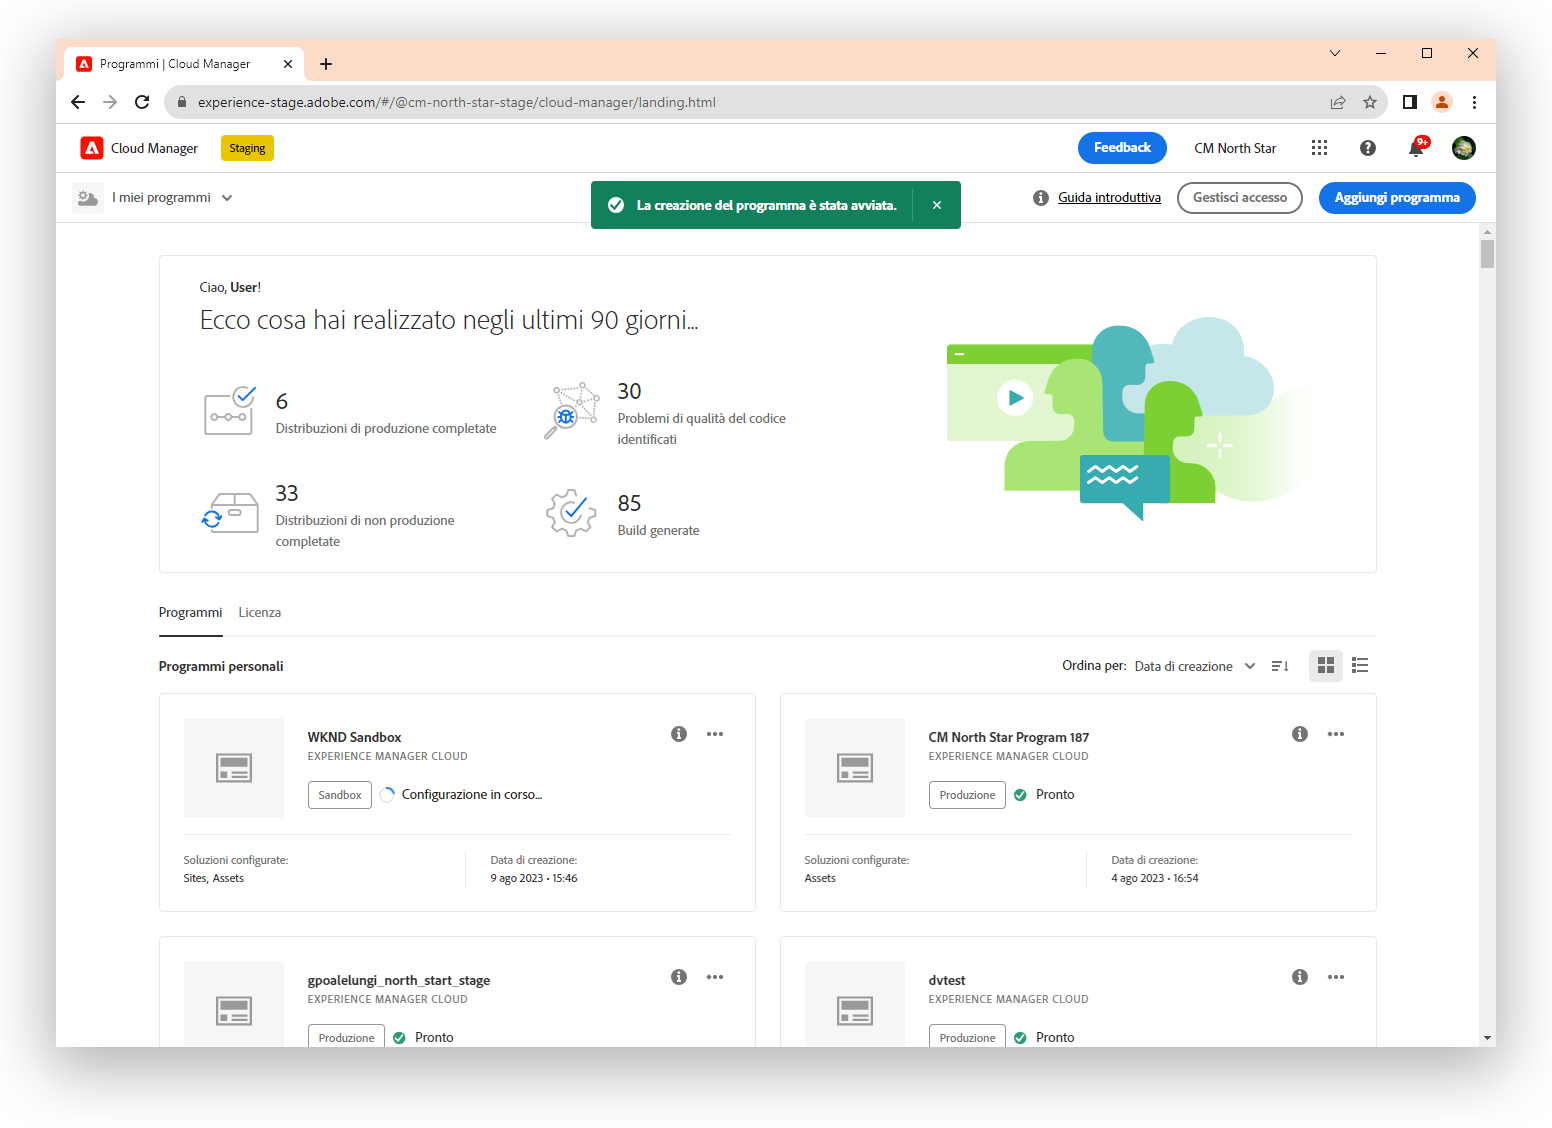 Programmi | Cloud Manager
experience-stage.adobe.com/#/@cm-north-star-stage/cloud-manager/landing.html
Cloud Manager
Staging
Feedback
CM North Star
9+
I miei programmi
La creazione del programma è stata avviata.
Guida introduttiva
Gestisci accesso
Aggiungi programma
Ciao, User!
Ecco cosa hai realizzato negli ultimi 90 giorni...
6
Distribuzioni di produzione completate
30
Problemi di qualità del codice
identificati
33
Distribuzioni di non produzione
completate
85
Build generate
Programmi
Licenza
Programmi personali
Ordina per: Data di creazione
WKND Sandbox
EXPERIENCE MANAGER CLOUD
Sandbox
Configurazione in corso...
Soluzioni configurate:
Sites, Assets
Data di creazione:
9 ago 2023 • 15:46
CM North Star Program 187
EXPERIENCE MANAGER CLOUD
Produzione
Pronto
Soluzioni configurate:
Assets
Data di creazione:
4 ago 2023 • 16:54
gpoalelungi_north_start_stage
EXPERIENCE MANAGER CLOUD
Produzione
Pronto
dvtest
EXPERIENCE MANAGER CLOUD
Produzione
Pronto